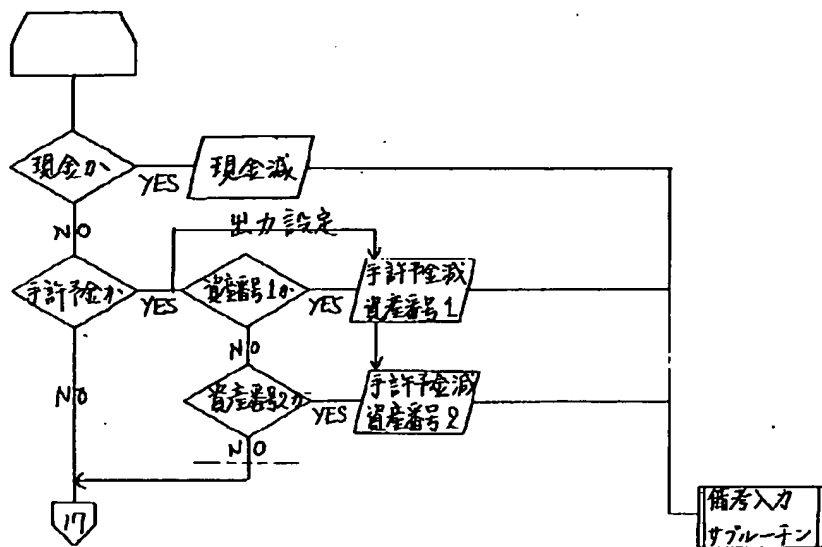 現金か
YES
現金減
NO
出力設定
手許予金か
YES
資産番号1か
YES
手許予金減
資産番号1
NO
NO
資産番号2か
YES
手許予金減
資産番号2
NO
17
備考入力
サブルーチン